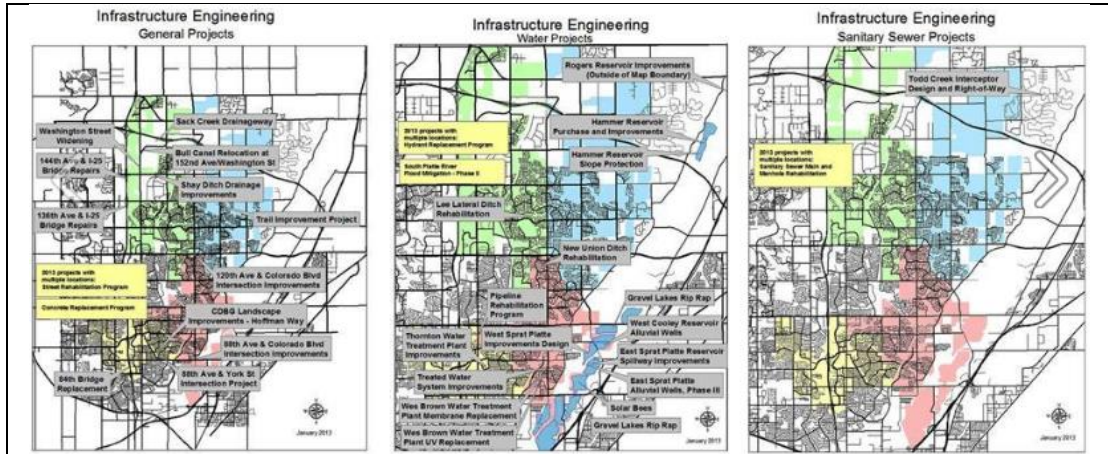 Infrastructure Engineering
General Projects
Sack Creek Drainageway
Washington Street
Widening
Bull Canal Relocation at
152nd Ave/Washington St
144th Ave & I-25
Bridge Repairs
Shay Ditch Drainage
Improvements
Trail Improvement Project
136th Ave & I-25
Bridge Repairs
2013 projects with
multiple locations:
Street Rehabilitation Program
Concrete Replacement Program
129th Ave & Colorado Blvd
Intersection Improvements
CDBG Landscape
Improvements - Hoffman Way
98th Ave & Colorado Blvd
Intersection Improvements
88th Ave & York St
Intersection Project
84th Bridge
Replacement
January 2013
Infrastructure Engineering
Water Projects
Rogers Reservoir Improvements
(Outside of Map Boundary)
Hammer Reservoir
Purchase and Improvements
2013 projects with
multiple locations:
Hydrant Replacement Program
South Platte River
Flood Mitigation - Phase II
Hammer Reservoir
Slope Protection
Lee Lateral Ditch
Rehabilitation
New Union Ditch
Rehabilitation
Pipeline
Rehabilitation
Program
Gravel Lakes Rip Rap
West Cooley Reservoir
Alluvial Wells
Thornton Water
Treatment Plant
Improvements
West Sprat Platte
Improvements Design
East Sprat Platte Reservoir
Spillway Improvements
Treated Water
System Improvements
East Sprat Platte
Alluvial Wells, Phase III
Wes Brown Water Treatment
Plant Membrane Replacement
Solar Bees
Gravel Lakes Rip Rap
Wes Brown Water Treatment
Plant UV Replacement
January 2013
Infrastructure Engineering
Sanitary Sewer Projects
Todd Creek Interceptor
Design and Right-of-Way
2013 projects with
multiple locations:
Sanitary Sewer Main and
Manhole Rehabilitation
January 2013